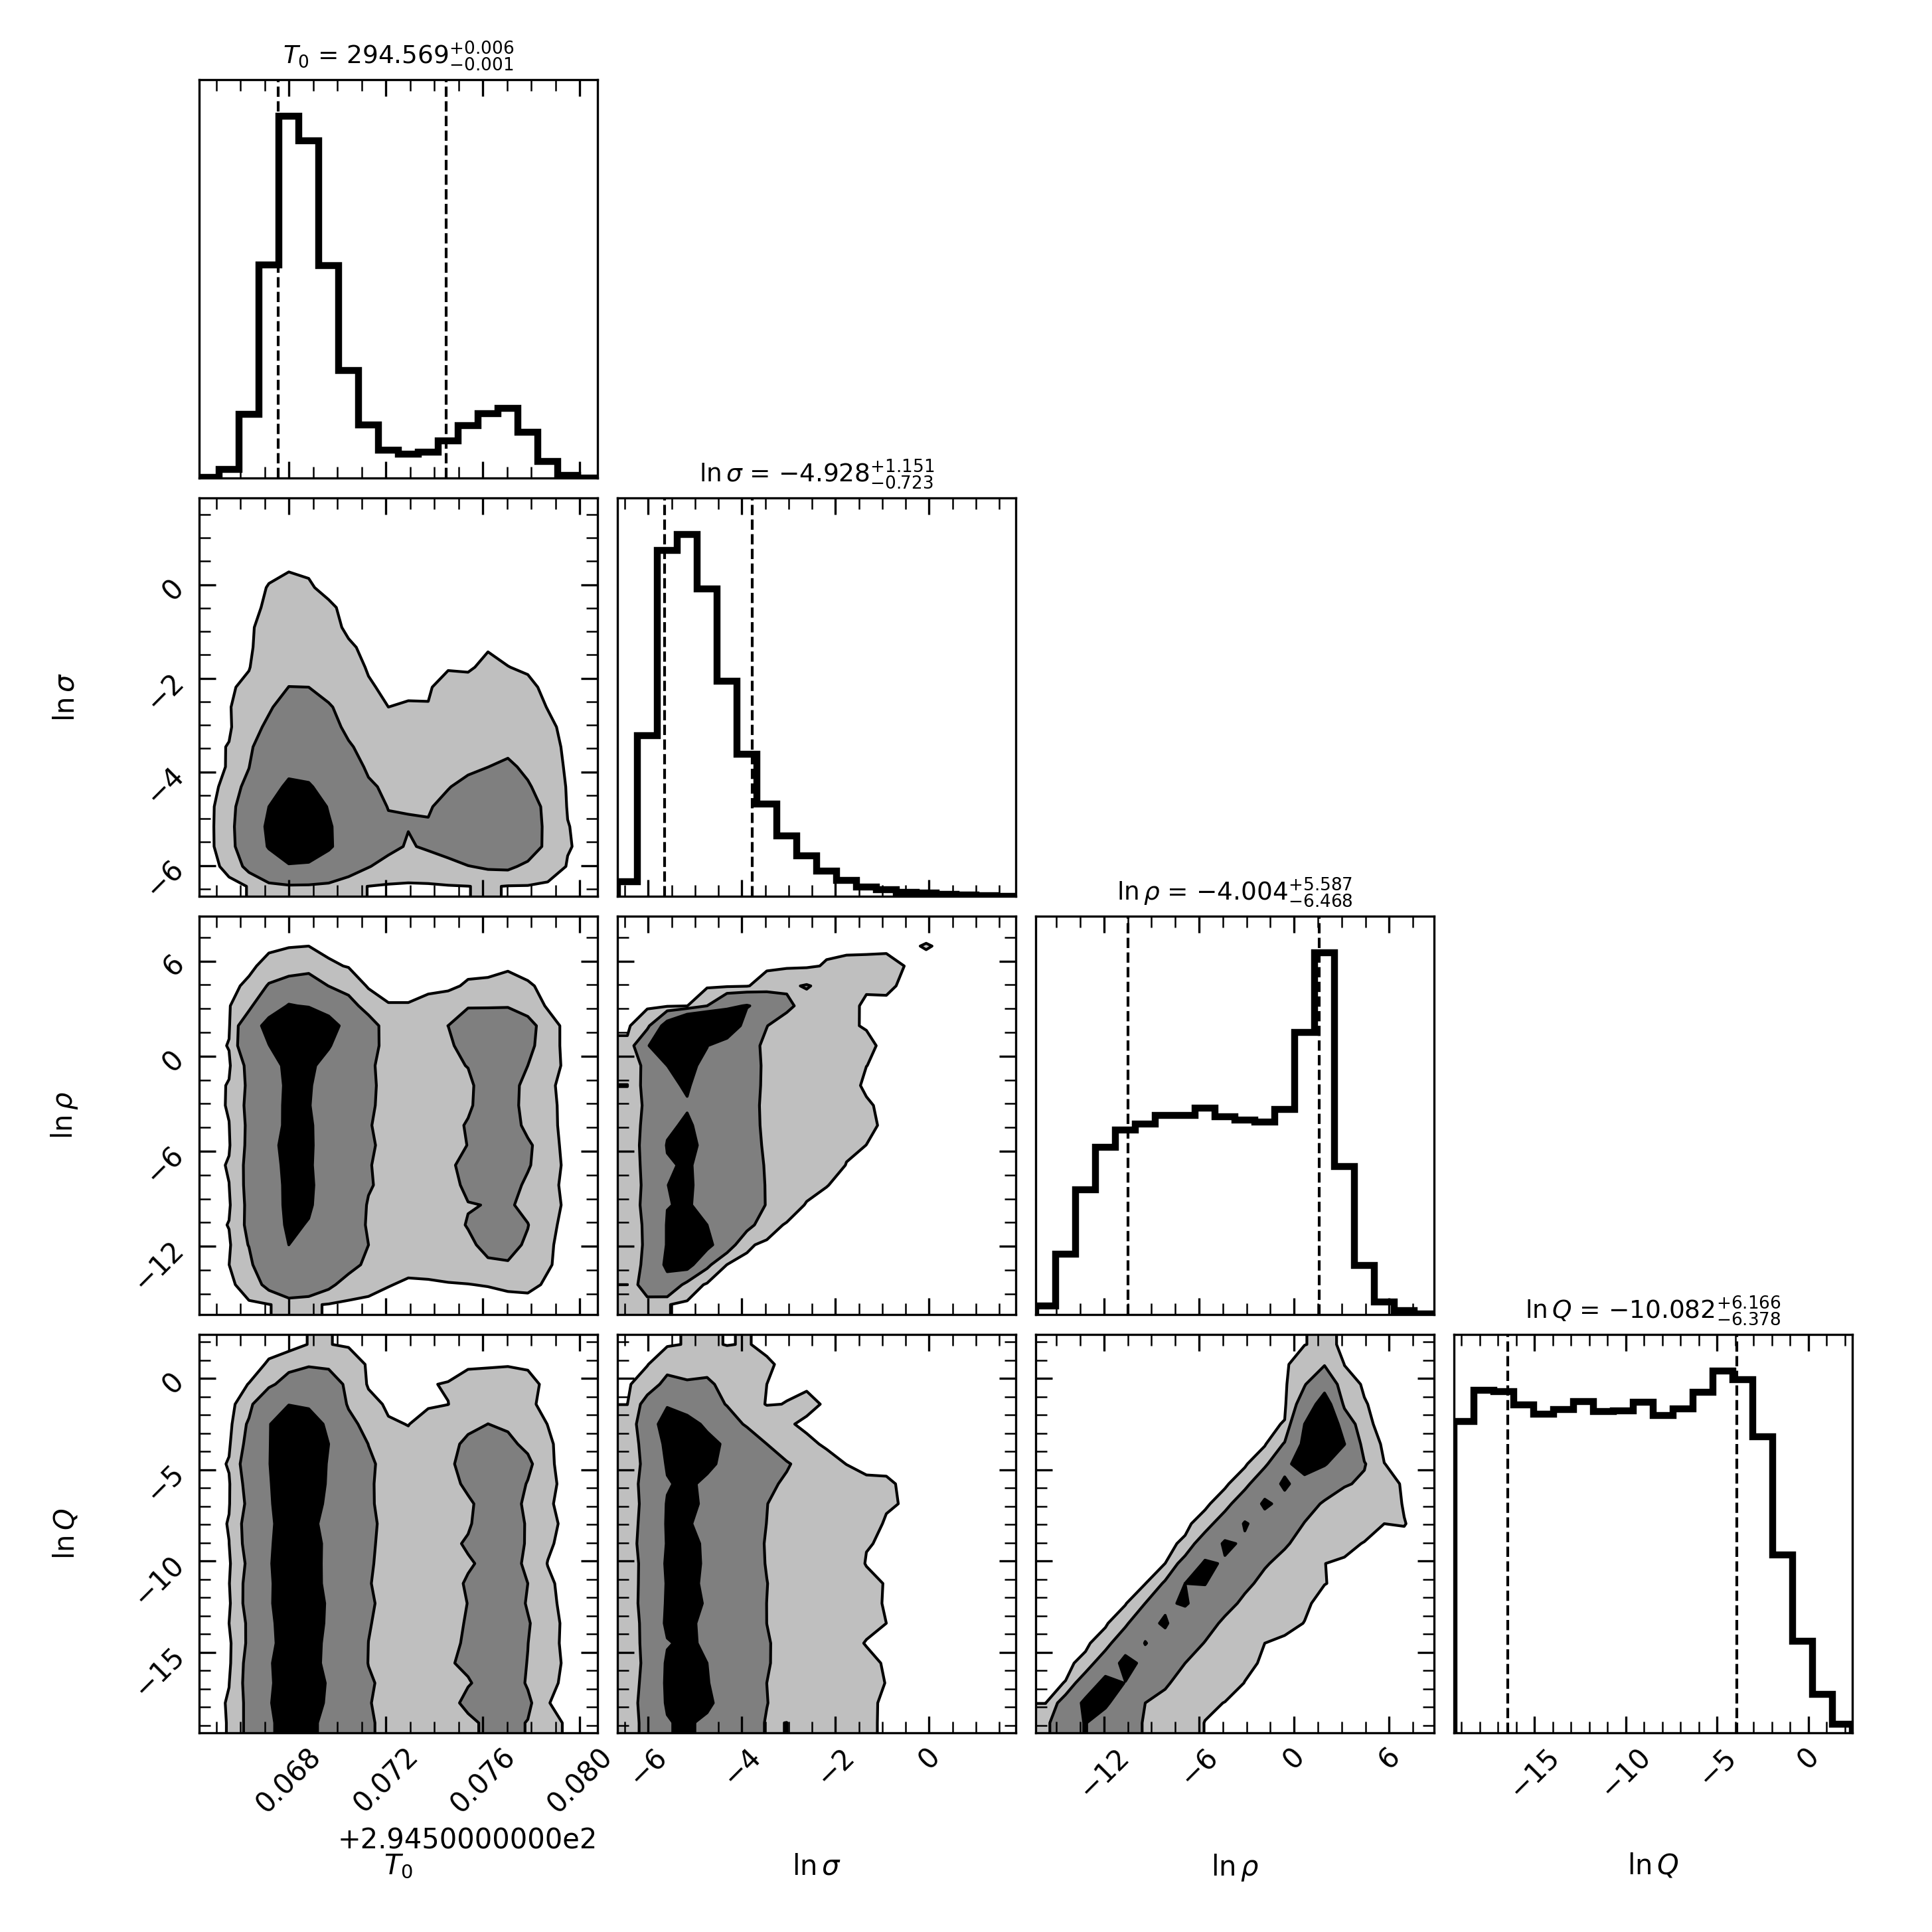 T₀ = 294.569 +0.006 −0.001
ln σ = −4.928 +1.151 −0.723
ln σ
0
−2
−4
−6
ln ρ = −4.004 +5.587 −6.468
ln ρ
6
0
−6
−12
ln Q = −10.082 +6.166 −6.378
ln Q
0
−5
−10
−15
0.068 0.072 0.076 0.080 −6 −4 −2 0 −12 −6 0 6 −15 −10 −5 0
+2.9450000000e2
T₀ ln σ ln ρ ln Q